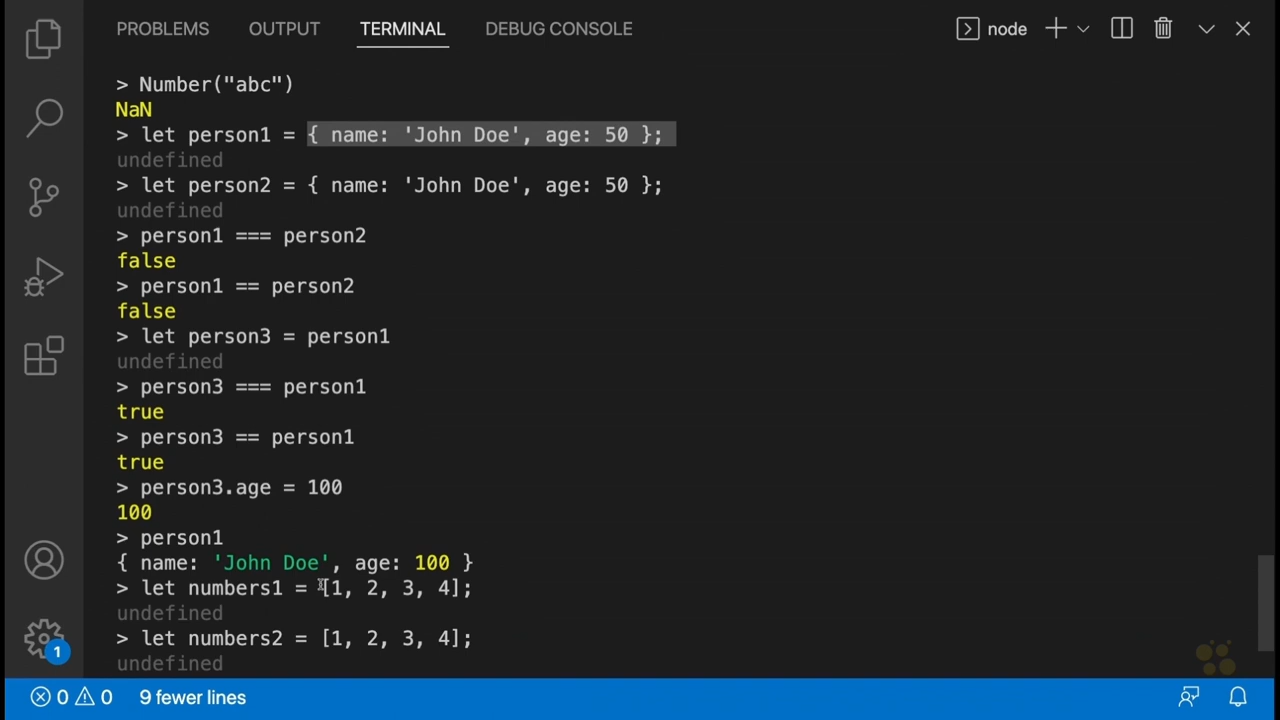 PROBLEMS OUTPUT TERMINAL DEBUG CONSOLE node
> Number("abc")
NaN
> let person1 = { name: 'John Doe', age: 50 };
undefined
> let person2 = { name: 'John Doe', age: 50 };
undefined
> person1 === person2
false
> person1 == person2
false
> let person3 = person1
undefined
> person3 === person1
true
> person3 == person1
true
> person3.age = 100
100
> person1
{ name: 'John Doe', age: 100 }
> let numbers1 = [1, 2, 3, 4];
undefined
> let numbers2 = [1, 2, 3, 4];
undefined
1
0 0 9 fewer lines